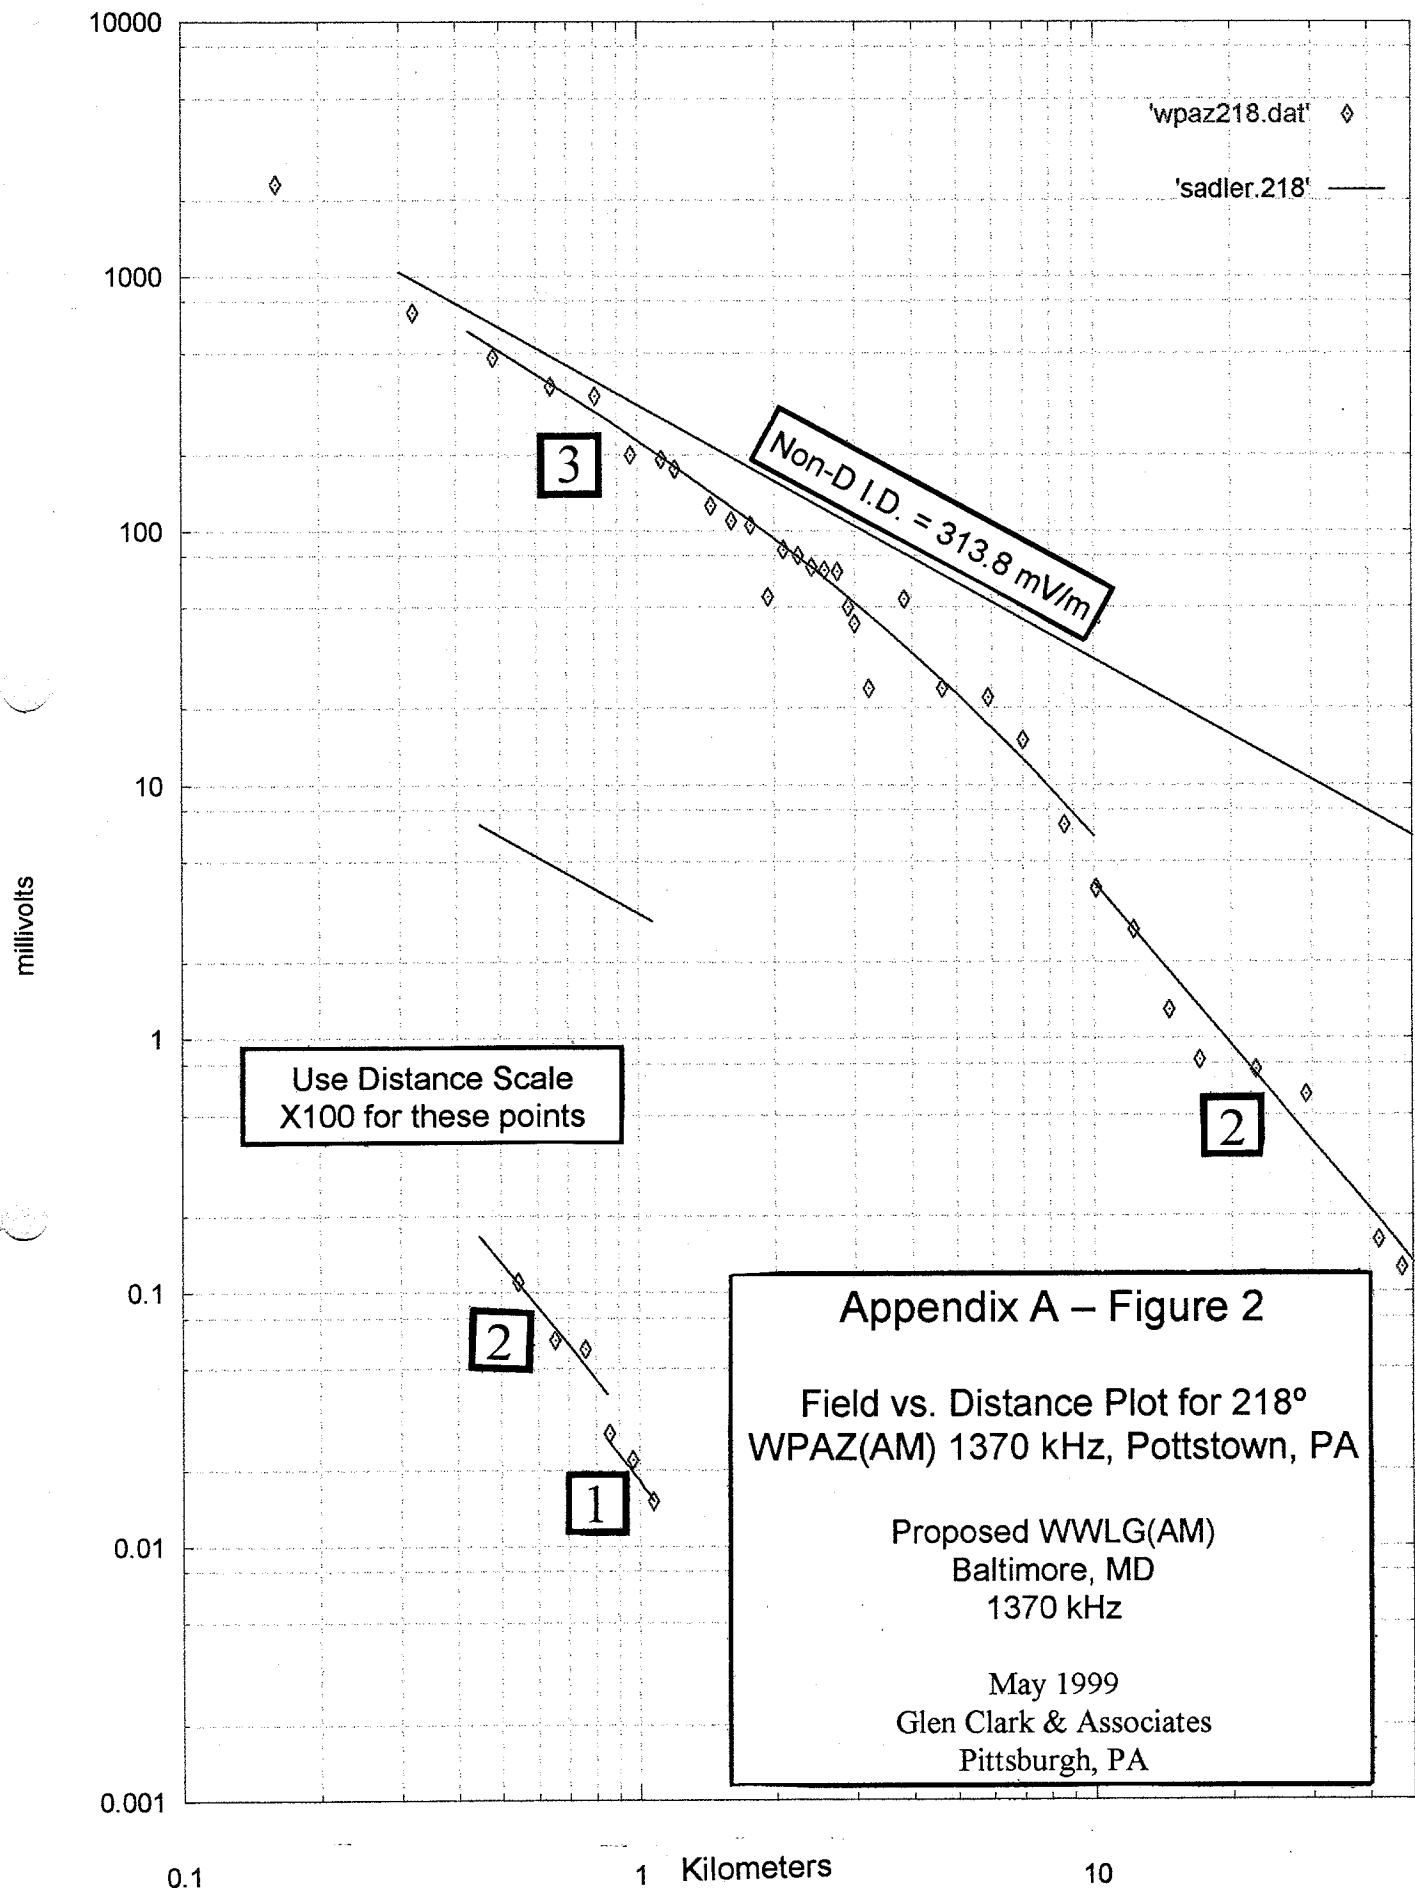 10000
'wpaz218.dat'
'sadler.218'
1000
Non-D I.D. = 313.8 mV/m
3
100
10
millivolts
1
Use Distance Scale
X100 for these points
2
0.1
2
1
0.01
0.001
Appendix A – Figure 2
Field vs. Distance Plot for 218º
WPAZ(AM) 1370 kHz, Pottstown, PA
Proposed WWLG(AM)
Baltimore, MD
1370 kHz
May 1999
Glen Clark & Associates
Pittsburgh, PA
0.1
1
Kilometers
10